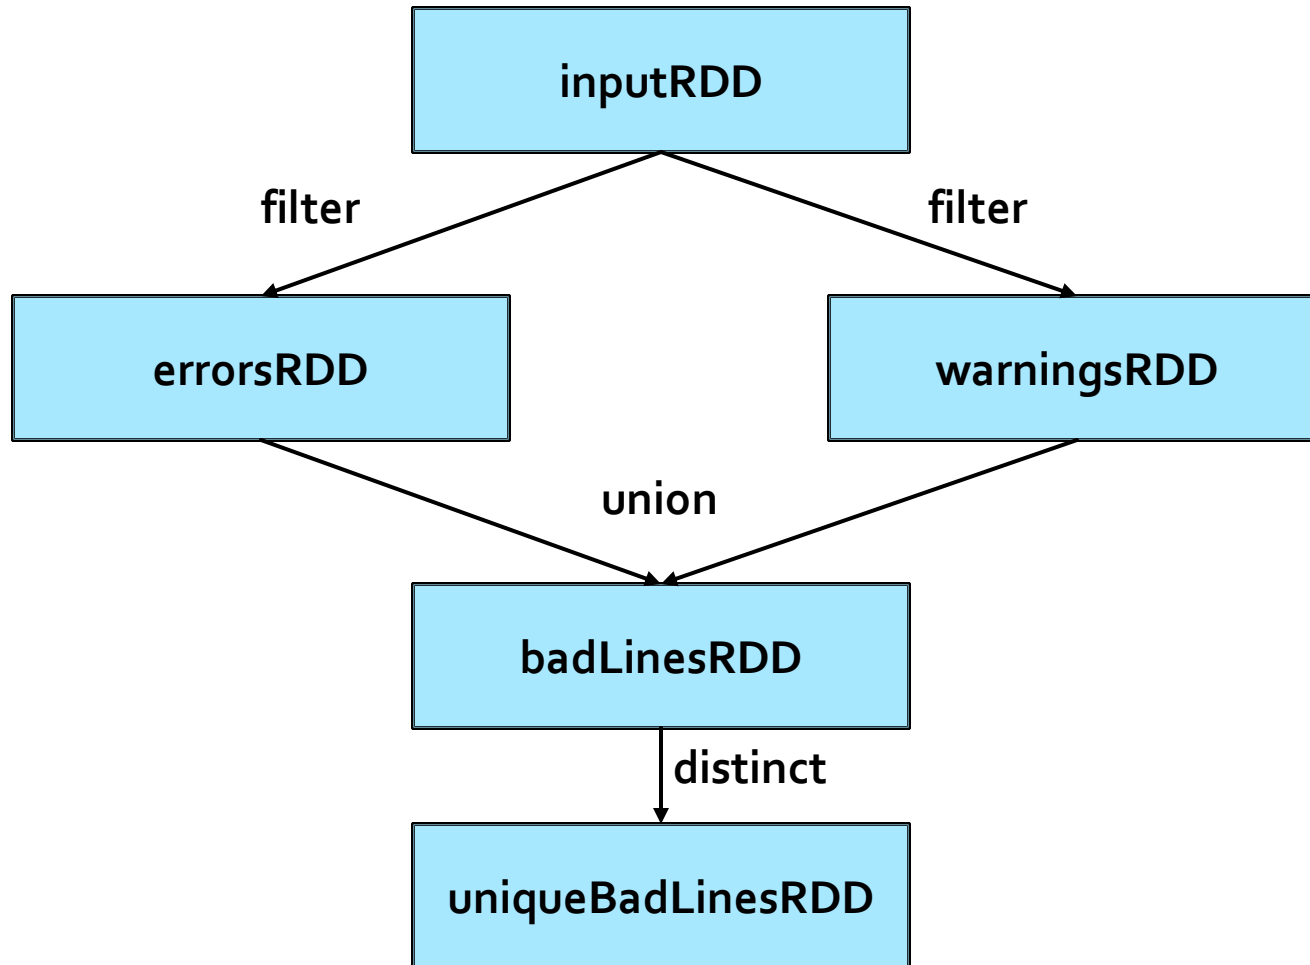 inputRDD
filter
filter
errorsRDD
warningsRDD
union
badLinesRDD
distinct
uniqueBadLinesRDD